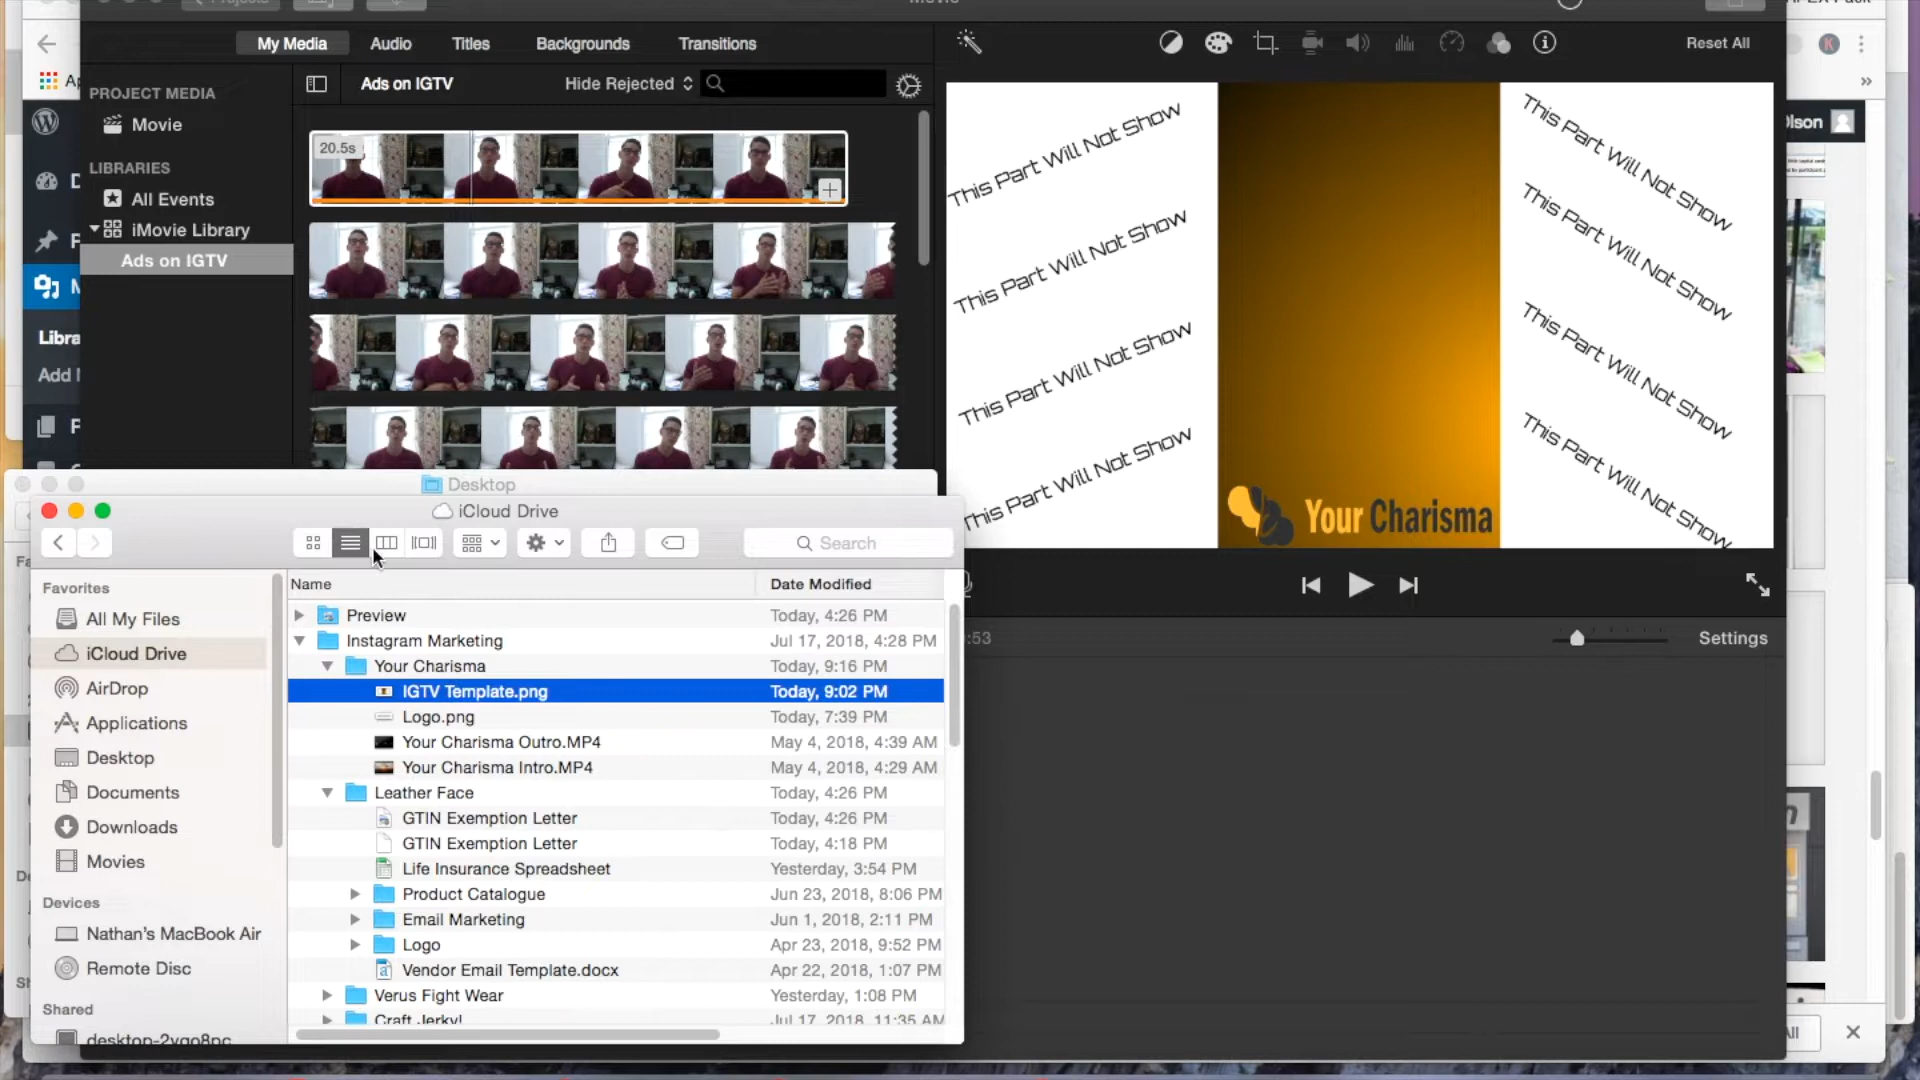 My Media
Audio
Titles
Backgrounds
Transitions
Reset All
PROJECT MEDIA
Movie
LIBRARIES
All Events
iMovie Library
Ads on IGTV
Ads on IGTV
Hide Rejected
20.5s
This Part Will Not Show
This Part Will Not Show
This Part Will Not Show
This Part Will Not Show
Your Charisma
This Part Will Not Show
This Part Will Not Show
This Part Will Not Show
This Part Will Not Show
K
Settings
:53
Desktop
iCloud Drive
Search
Favorites
All My Files
iCloud Drive
AirDrop
Applications
Desktop
Documents
Downloads
Movies
Devices
Nathan's MacBook Air
Remote Disc
Shared
desktop-2vgo8pc
Name
Date Modified
Preview Today, 4:26 PM
Instagram Marketing Jul 17, 2018, 4:28 PM
Your Charisma Today, 9:16 PM
IGTV Template.png Today, 9:02 PM
Logo.png Today, 7:39 PM
Your Charisma Outro.MP4 May 4, 2018, 4:39 AM
Your Charisma Intro.MP4 May 4, 2018, 4:29 AM
Leather Face Today, 4:26 PM
GTIN Exemption Letter Today, 4:26 PM
GTIN Exemption Letter Today, 4:18 PM
Life Insurance Spreadsheet Yesterday, 3:54 PM
Product Catalogue Jun 23, 2018, 8:06 PM
Email Marketing Jun 1, 2018, 2:11 PM
Logo Apr 23, 2018, 9:52 PM
Vendor Email Template.docx Apr 22, 2018, 1:07 PM
Verus Fight Wear Yesterday, 1:08 PM
Craft Jerky! Jul 17, 2018, 11:35 AM